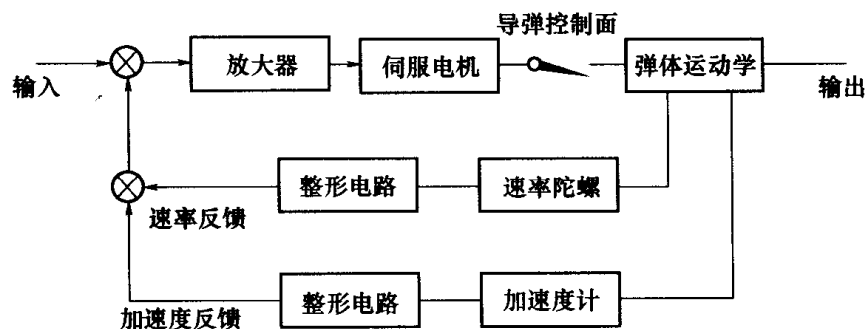 导弹控制面
输入
放大器
伺服电机
弹体运动学
输出
整形电路
速率陀螺
速率反馈
整形电路
加速度计
加速度反馈